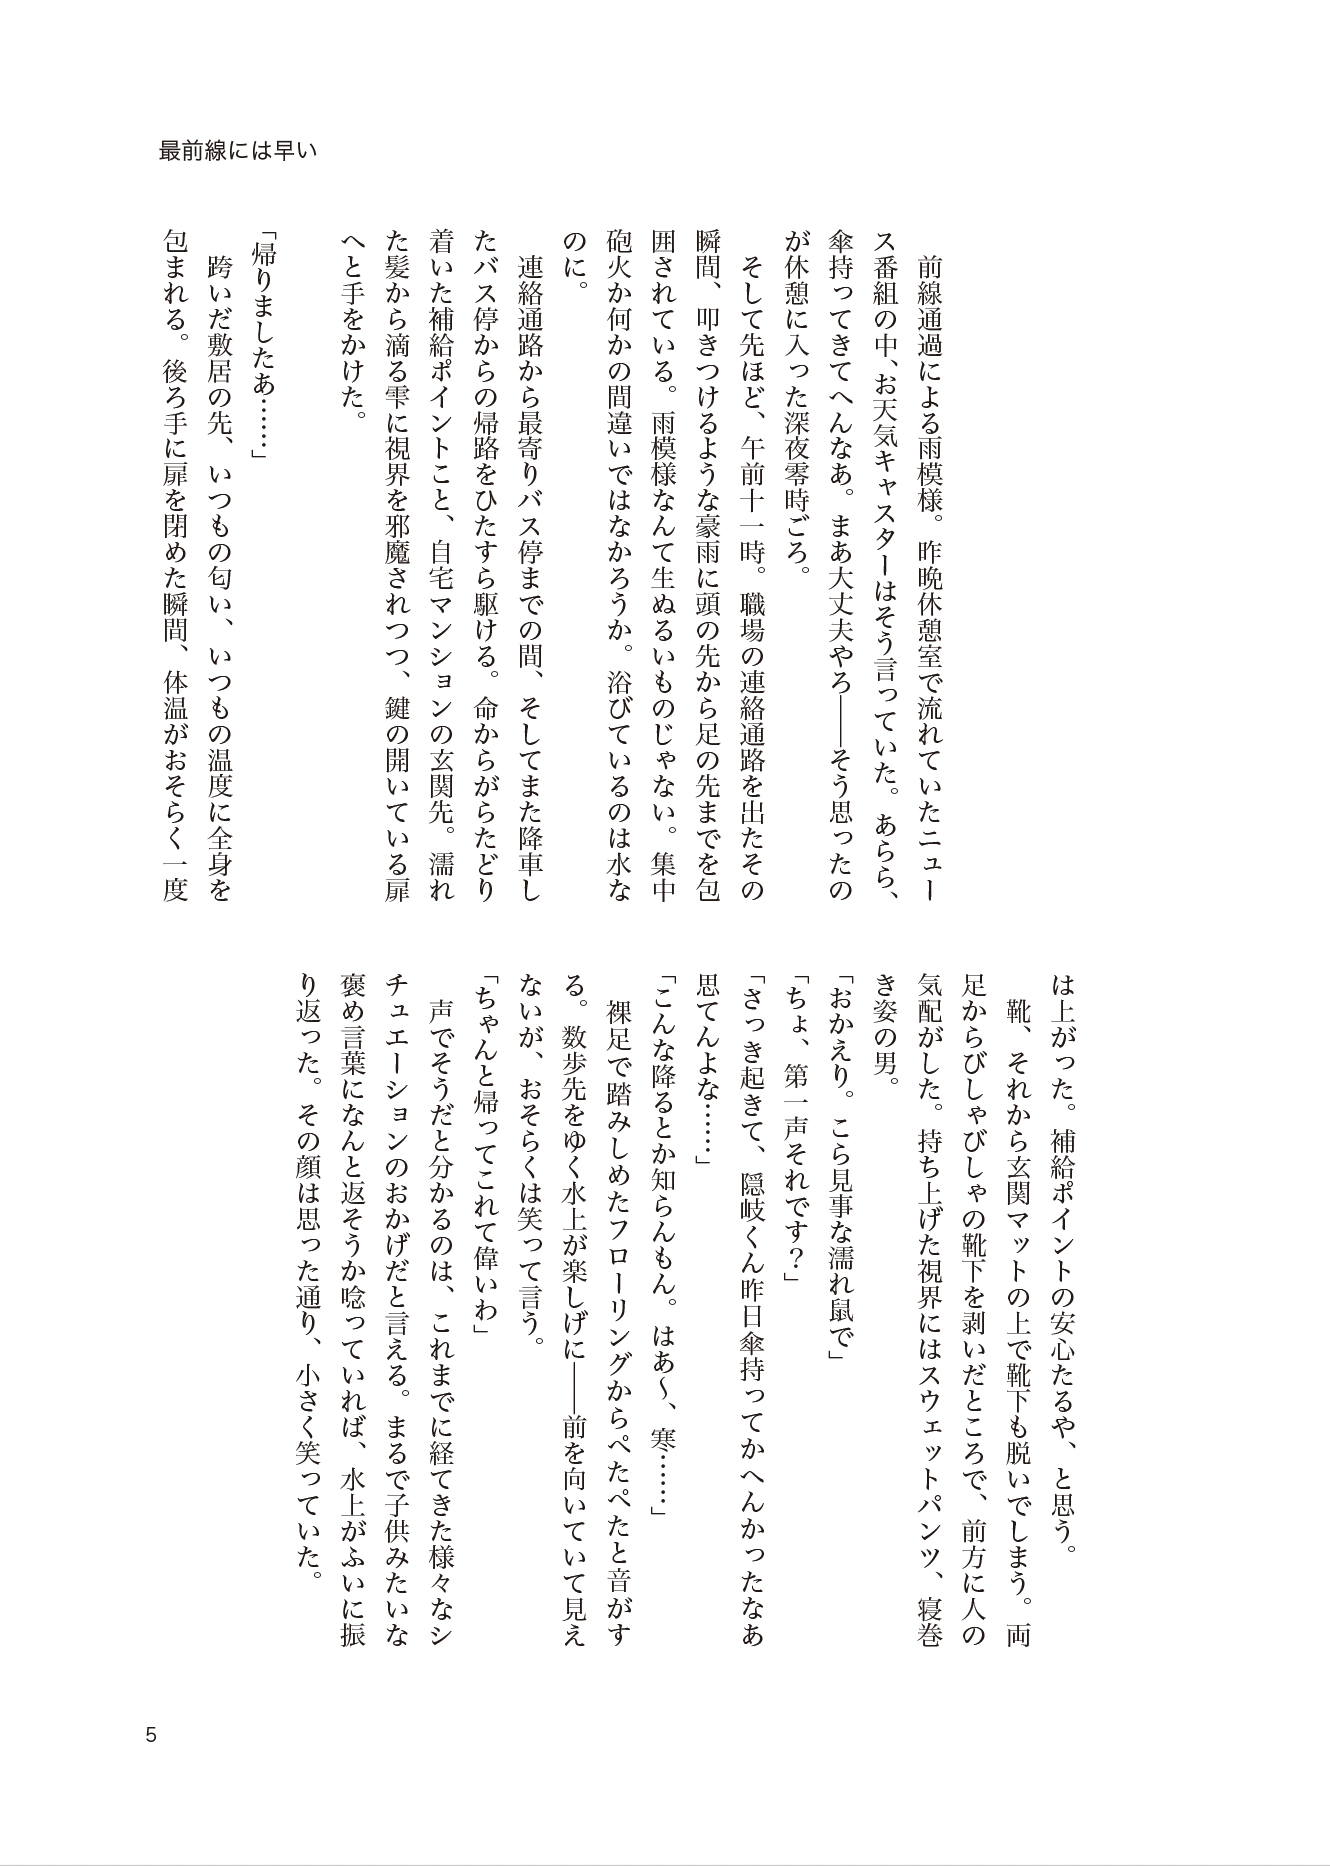 最前線には早い
　前線通過による雨模様。昨晩休憩室で流れていたニュー
ス番組の中、お天気キャスターはそう言っていた。あらら、
傘持ってきてへんなあ。まあ大丈夫やろ――そう思ったの
が休憩に入った深夜零時ごろ。
　そして先ほど、午前十一時。職場の連絡通路を出たその
瞬間、叩きつけるような豪雨に頭の先から足の先までを包
囲されている。雨模様なんて生ぬるいものじゃない。集中
砲火か何かの間違いではなかろうか。浴びているのは水な
のに。
　連絡通路から最寄りバス停までの間、そしてまた降車し
たバス停からの帰路をひたすら駆ける。命からがらたどり
着いた補給ポイントこと、自宅マンションの玄関先。濡れ
た髪から滴る雫に視界を邪魔されつつ、鍵の開いている扉
へと手をかけた。
「帰りましたあ……」
　跨いだ敷居の先、いつもの匂い、いつもの温度に全身を
包まれる。後ろ手に扉を閉めた瞬間、体温がおそらく一度
は上がった。補給ポイントの安心たるや、と思う。
　靴、それから玄関マットの上で靴下も脱いでしまう。両
足からびしゃびしゃの靴下を剥いだところで、前方に人の
気配がした。持ち上げた視界にはスウェットパンツ、寝巻
き姿の男。
「おかえり。こら見事な濡れ鼠で」
「ちょ、第一声それです？」
「さっき起きて、隠岐くん昨日傘持ってかへんかったなあ
思てんよな……」
「こんな降るとか知らんもん。はあ〜、寒……」
　裸足で踏みしめたフローリングからぺたぺたと音がす
る。数歩先をゆく水上が楽しげに――前を向いていて見え
ないが、おそらくは笑って言う。
「ちゃんと帰ってこれて偉いわ」
　声でそうだと分かるのは、これまでに経てきた様々なシ
チュエーションのおかげだと言える。まるで子供みたいな
褒め言葉になんと返そうか唸っていれば、水上がふいに振
り返った。その顔は思った通り、小さく笑っていた。
5